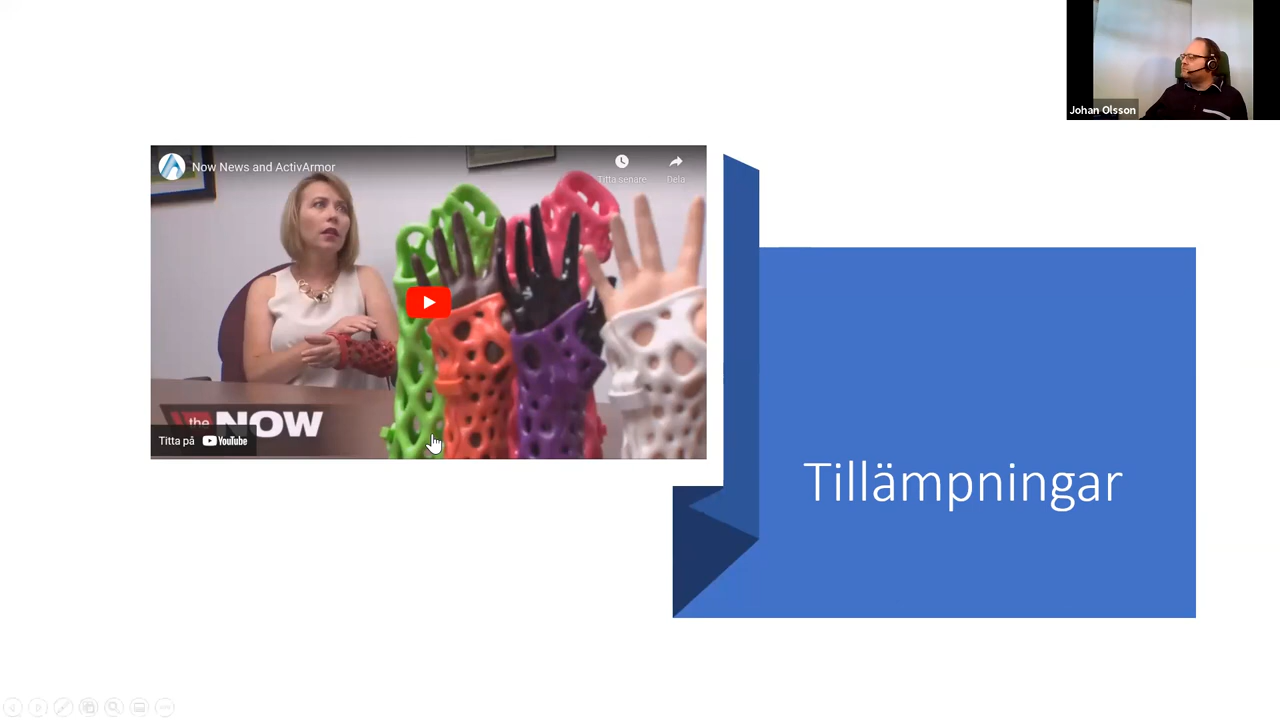 Johan Olsson
Now News and ActivArmor
Titta senare
Dela
the NOW
Titta på YouTube
Tillämpningar